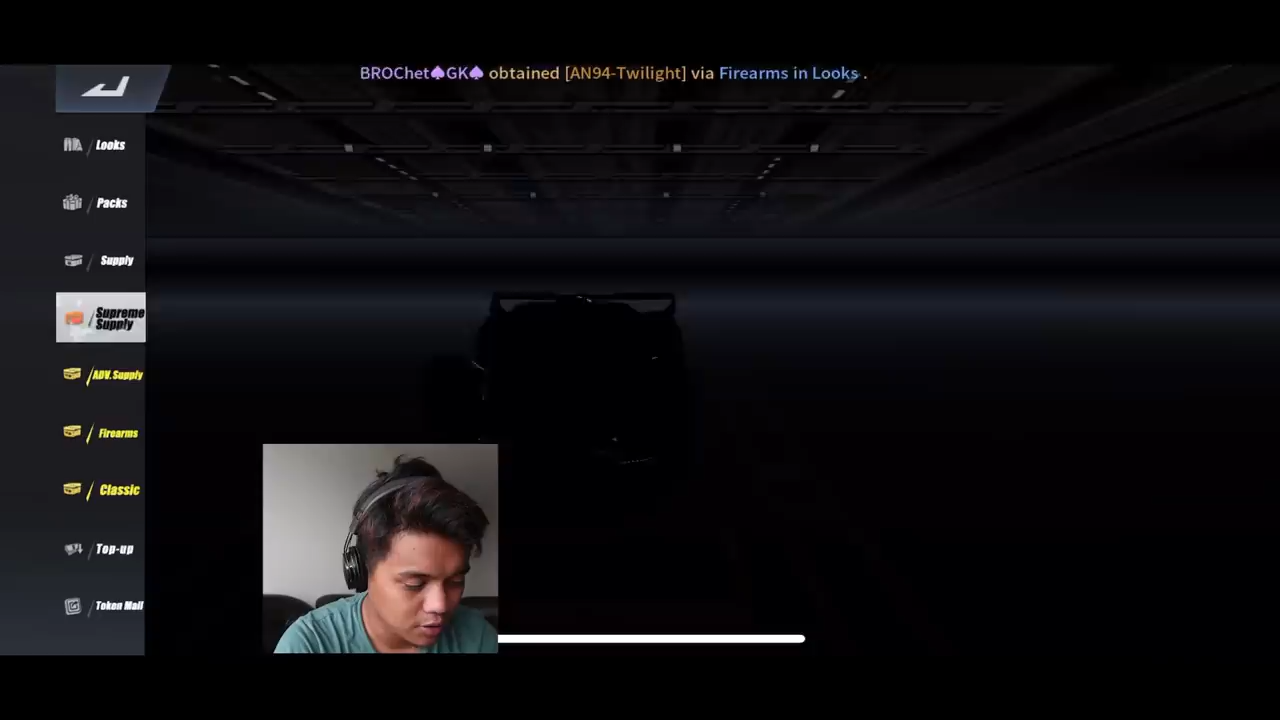 BROChet♠GK♠ obtained [AN94-Twilight] via Firearms in Looks .
Looks
Packs
Supply
Supreme
Supply
ADV. Supply
Firearms
Classic
Top-up
Token Mall